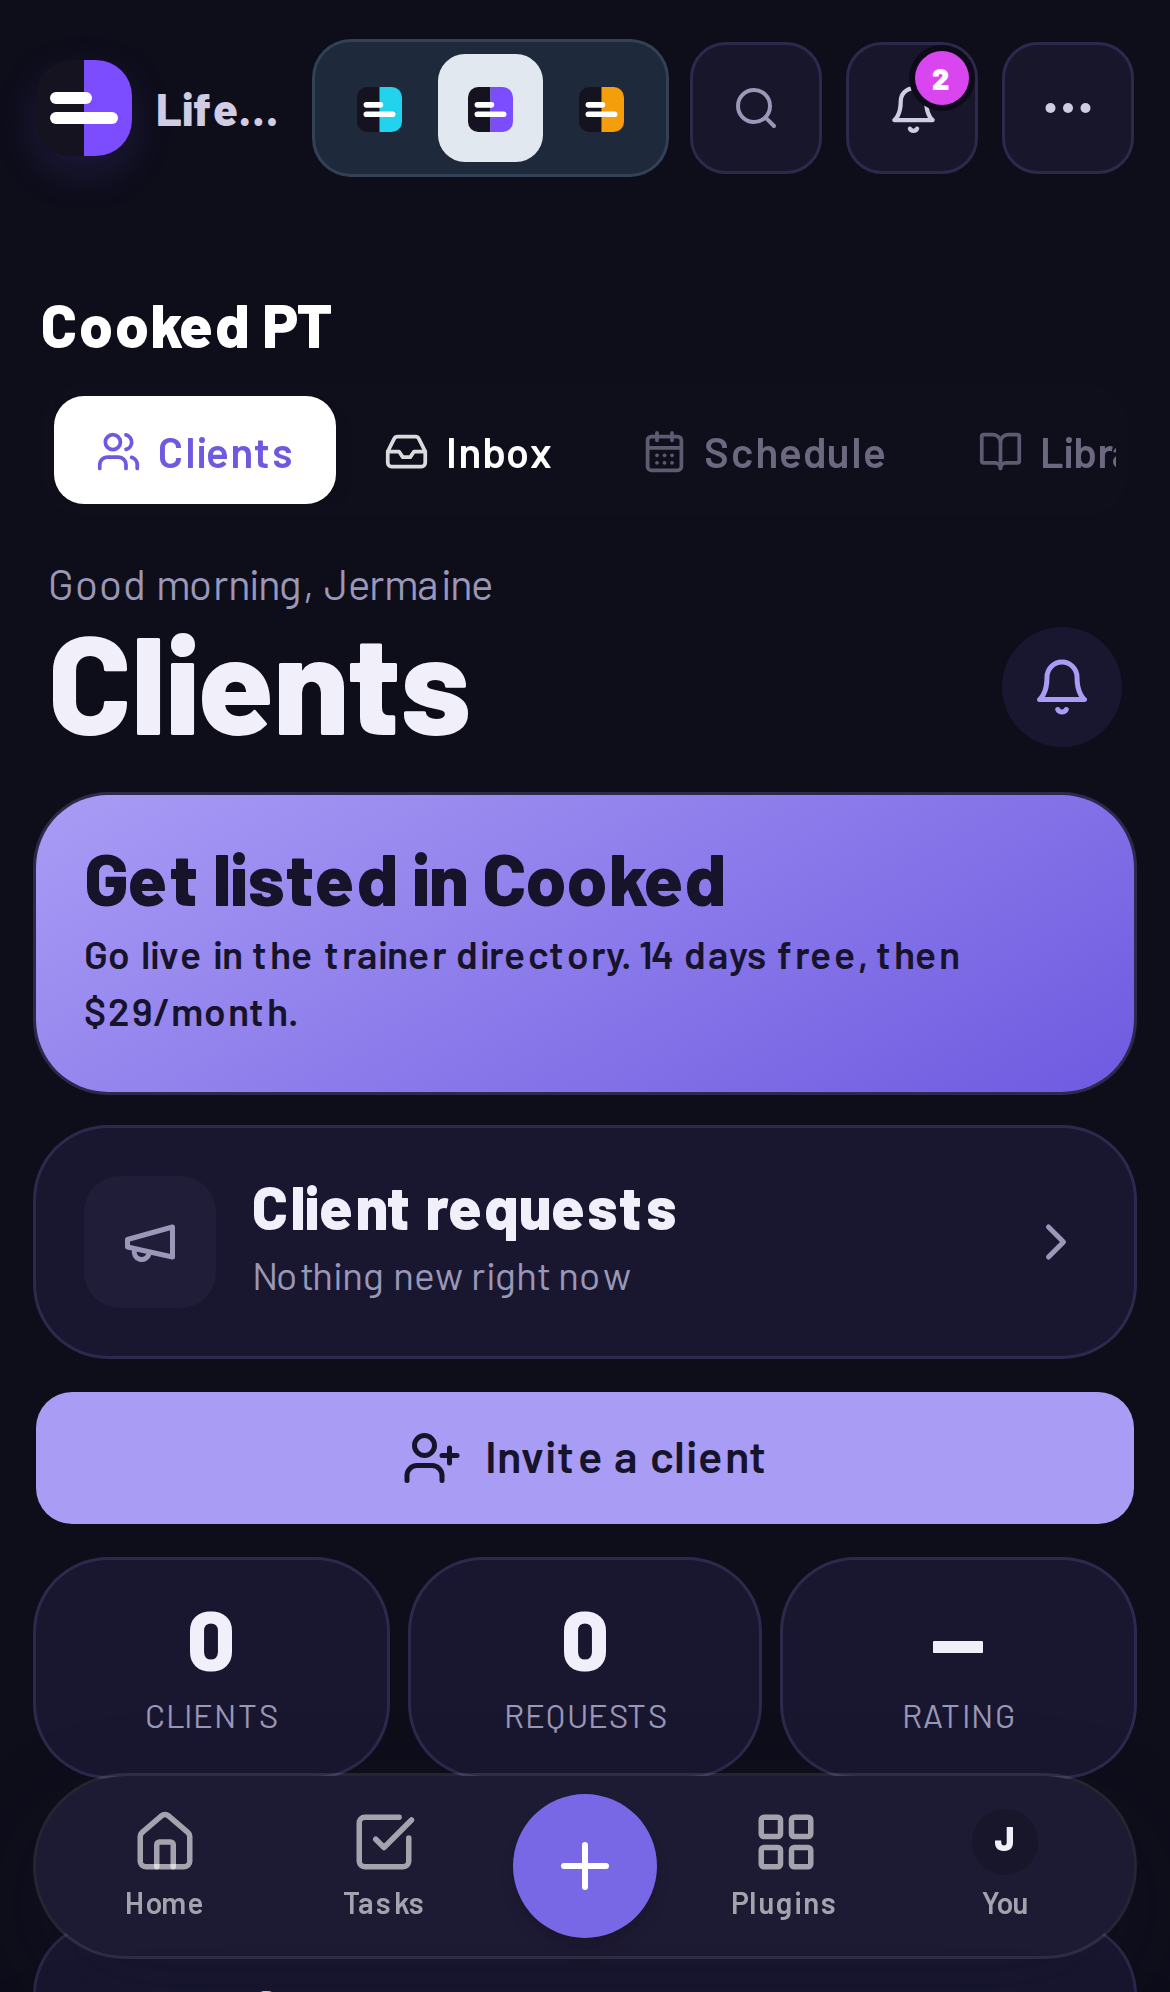 Life...
2
Cooked PT
Clients
Inbox
Schedule
Libr
Good morning, Jermaine
Clients
Get listed in Cooked
Go live in the trainer directory. 14 days free, then
$29/month.
Client requests
Nothing new right now
Invite a client
0
0
–
CLIENTS
REQUESTS
RATING
Home
Tasks
Plugins
J
You